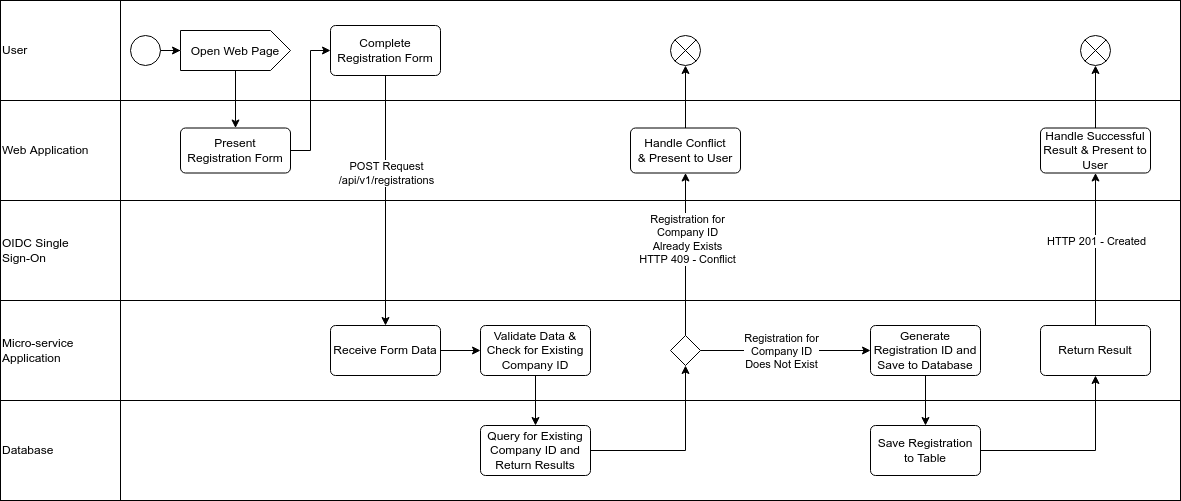 User
Open Web Page
Complete
Registration Form
Web Application
Present
Registration Form
POST Request
/api/v1/registrations
Handle Conflict
& Present to User
Handle Successful
Result & Present to
User
OIDC Single
Sign-On
Registration for
Company ID
Already Exists
HTTP 409 - Conflict
HTTP 201 - Created
Micro-service
Application
Receive Form Data
Validate Data &
Check for Existing
Company ID
Registration for
Company ID
Does Not Exist
Generate
Registration ID and
Save to Database
Return Result
Database
Query for Existing
Company ID and
Return Results
Save Registration
to Table